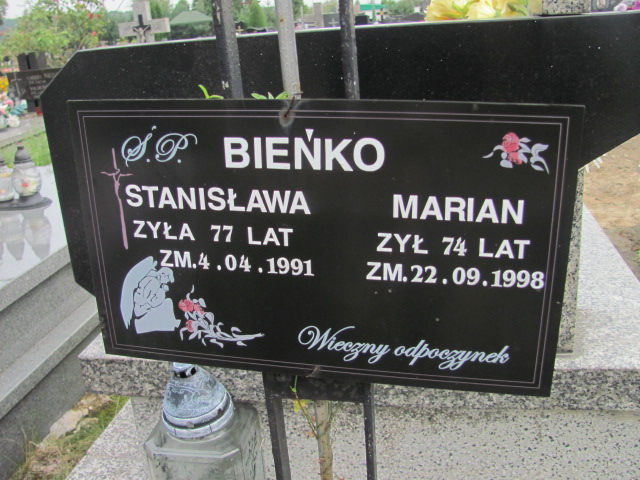 Ś.P. BIEŃKO
STANISŁAWA
ZYŁA 77 LAT
ZM.4.04.1991
MARIAN
ZYŁ 74 LAT
ZM.22.09.1998
Wieczny odpoczynek